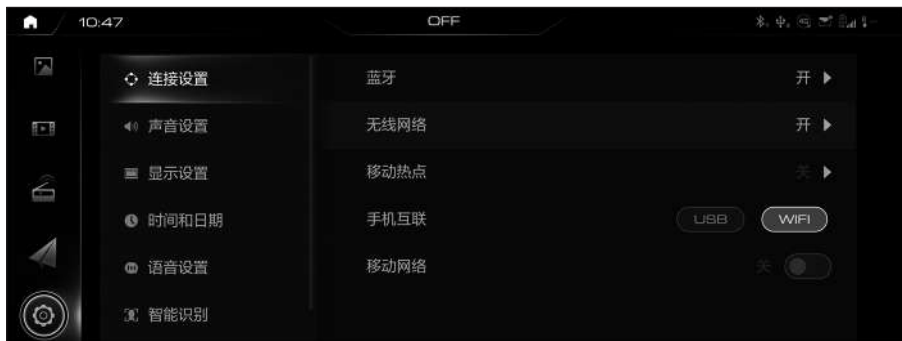 10:47
OFF
连接设置
蓝牙
开
声音设置
无线网络
开
显示设置
移动热点
关
时间和日期
手机互联
USB
WIFI
语音设置
移动网络
关
智能识别